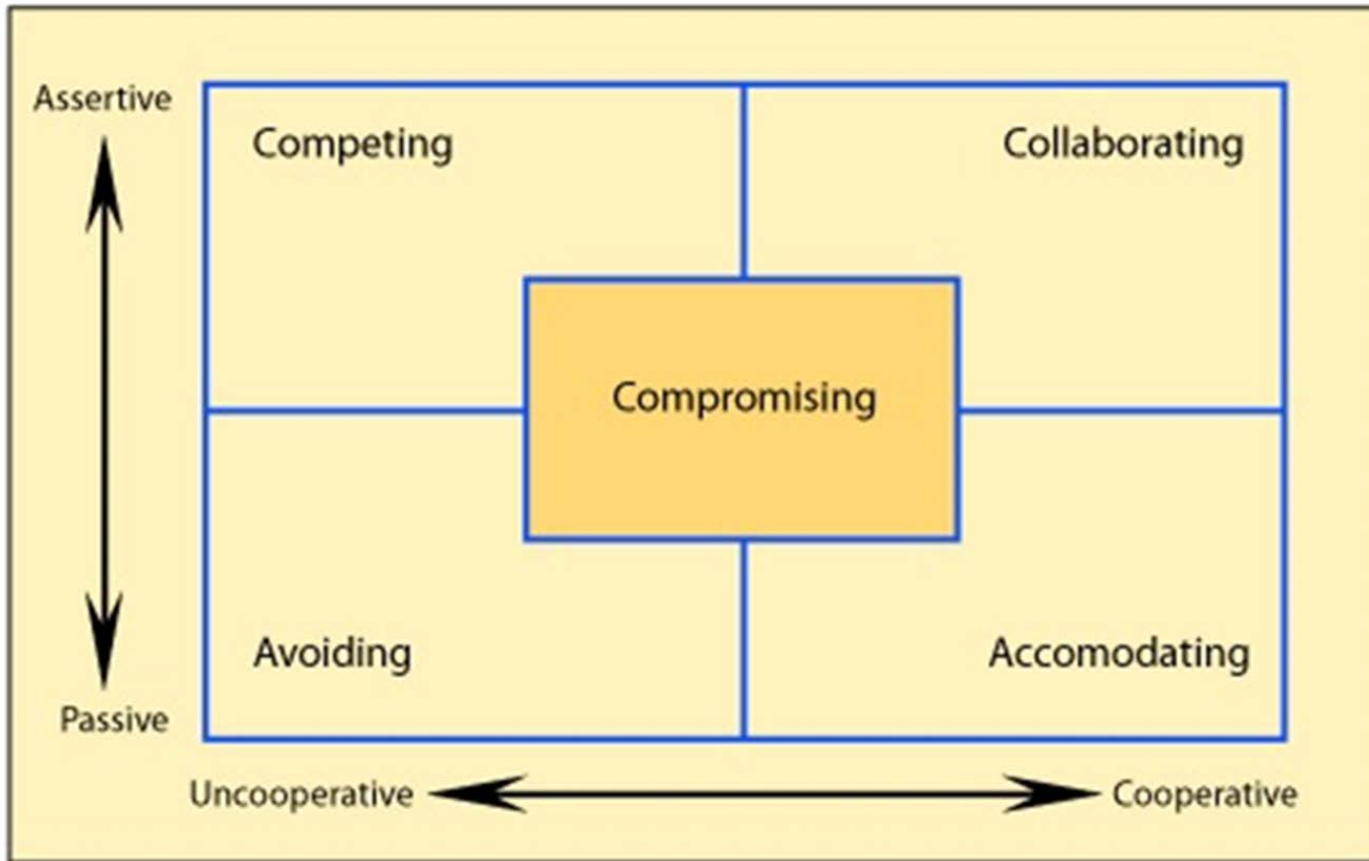 Assertive
Competing
Collaborating
Compromising
Avoiding
Accomodating
Passive
Uncooperative
Cooperative